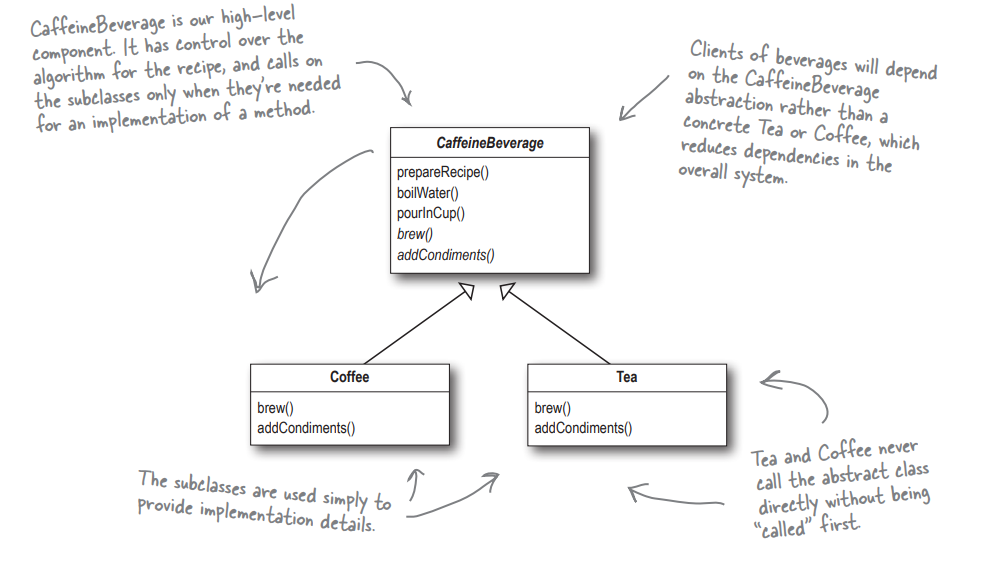 CaffeineBeverage is our high-level
component. It has control over the
algorithm for the recipe, and calls on
the subclasses only when they're needed
for an implementation of a method.
Clients of beverages will depend
on the CaffeineBeverage
abstraction rather than a
concrete Tea or Coffee, which
reduces dependencies in the
overall system.
CaffeineBeverage
prepareRecipe()
boilWater()
pourInCup()
brew()
addCondiments()
Coffee
brew()
addCondiments()
Tea
brew()
addCondiments()
The subclasses are used simply to
provide implementation details.
Tea and Coffee never
call the abstract class
directly without being
"called" first.